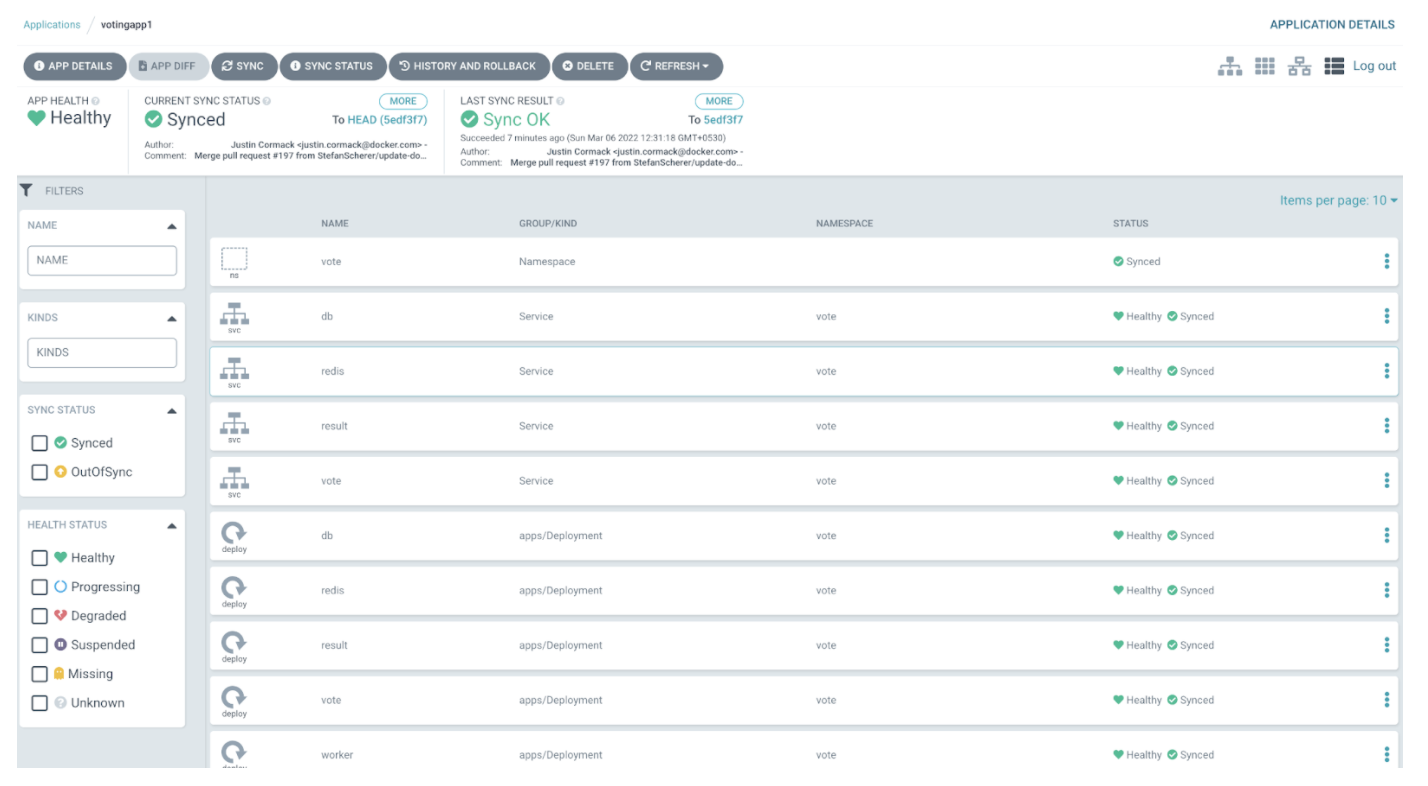 Applications / votingapp1
APPLICATION DETAILS
APP DETAILS
APP DIFF
SYNC
SYNC STATUS
HISTORY AND ROLLBACK
DELETE
REFRESH
Log out
APP HEALTH
Healthy
CURRENT SYNC STATUS
MORE
Synced
To HEAD (5edf3f7)
Author: Justin Cormack <justin.cormack@docker.com> -
Comment: Merge pull request #197 from StefanScherer/update-do...
LAST SYNC RESULT
MORE
Sync OK
To 5edf3f7
Succeeded 7 minutes ago (Sun Mar 06 2022 12:31:18 GMT+0530)
Author: Justin Cormack <justin.cormack@docker.com> -
Comment: Merge pull request #197 from StefanScherer/update-do...
FILTERS
NAME
NAME
KINDS
KINDS
SYNC STATUS
Synced
OutOfSync
HEALTH STATUS
Healthy
Progressing
Degraded
Suspended
Missing
Unknown
Items per page: 10
NAME GROUP/KIND NAMESPACE STATUS
ns vote Namespace Synced
svc db Service vote Healthy Synced
svc redis Service vote Healthy Synced
svc result Service vote Healthy Synced
svc vote Service vote Healthy Synced
deploy db apps/Deployment vote Healthy Synced
deploy redis apps/Deployment vote Healthy Synced
deploy result apps/Deployment vote Healthy Synced
deploy vote apps/Deployment vote Healthy Synced
worker apps/Deployment vote Healthy Synced